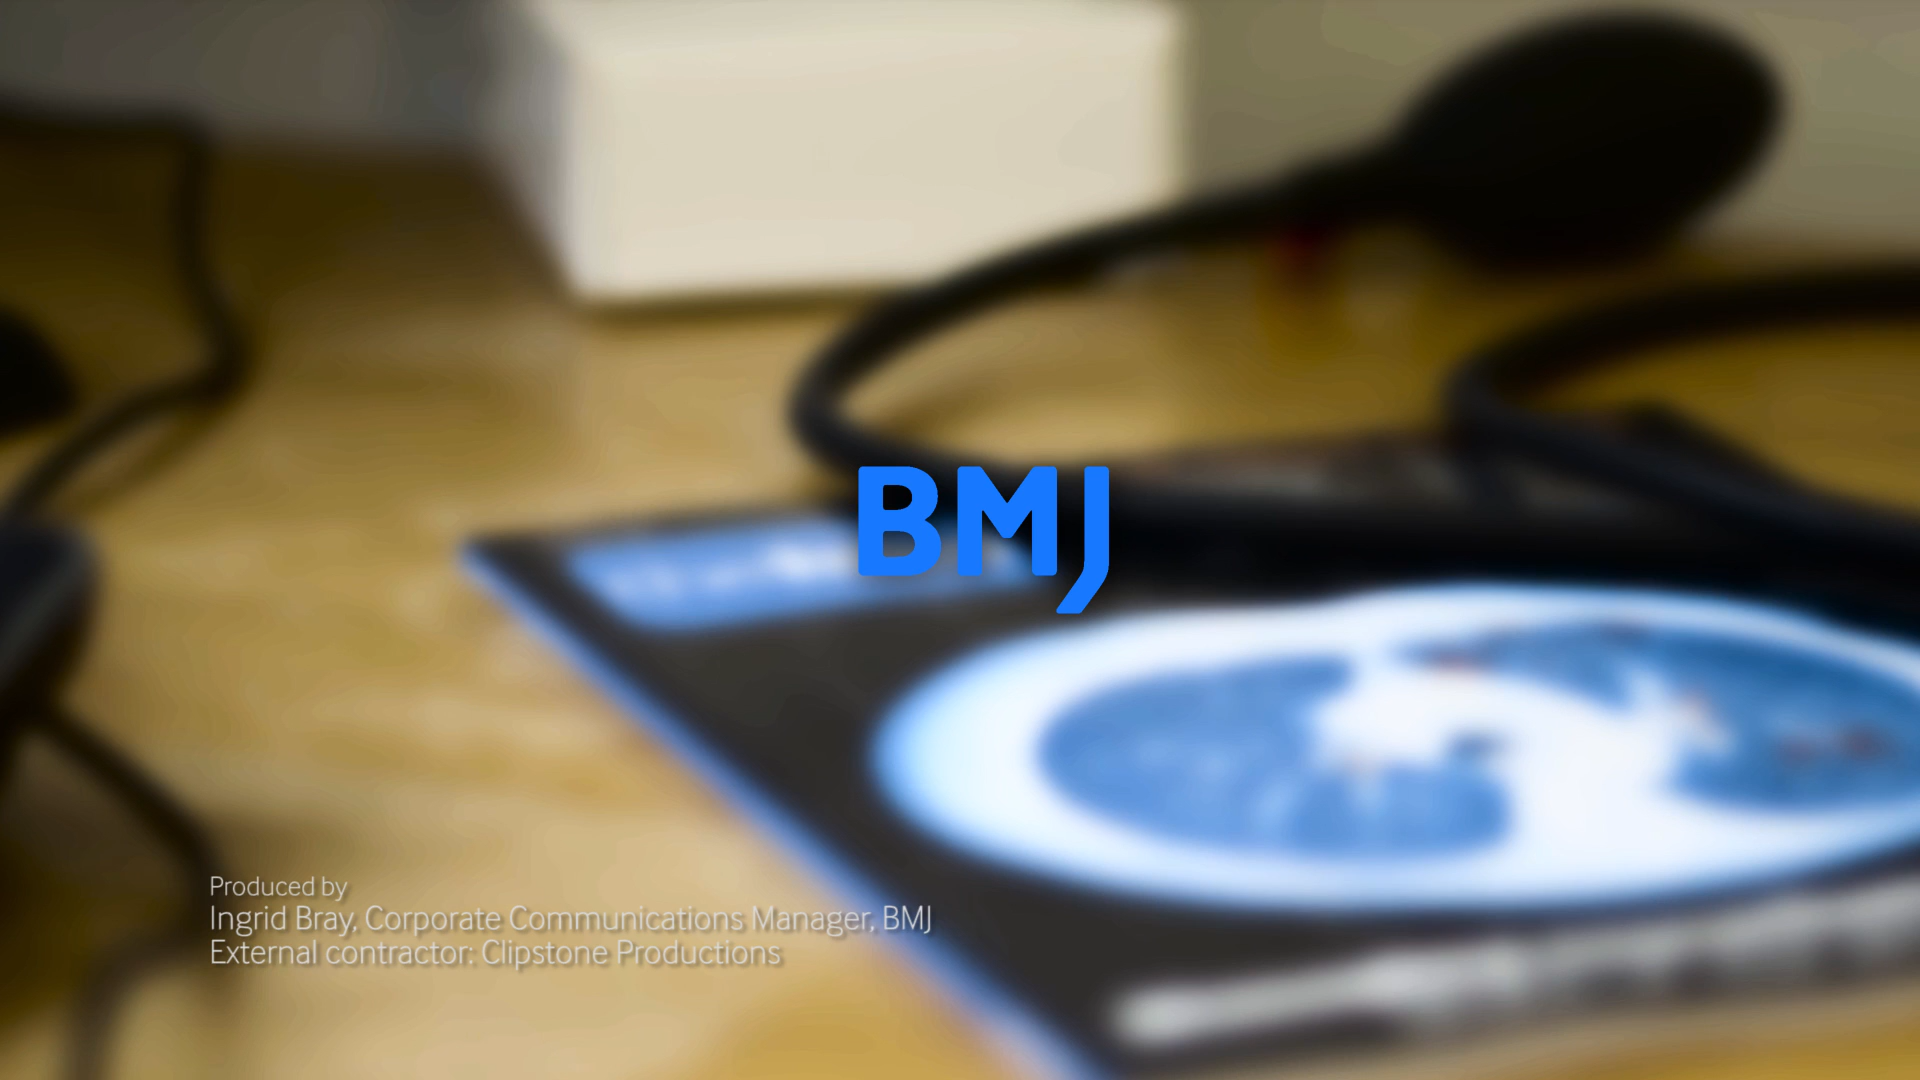 BMJ
Produced by
Ingrid Bray, Corporate Communications Manager, BMJ
External contractor: Clipstone Productions